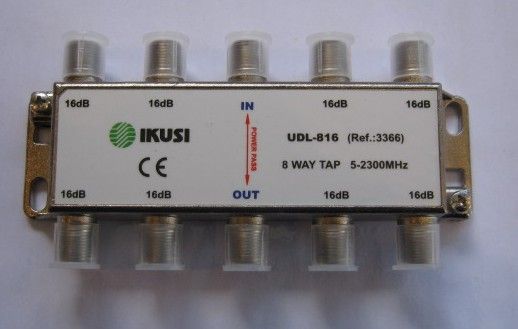 16dB 16dB IN 16dB 16dB
IKUSI
POWER PASS
UDL-816 (Ref.:3366)
CE
8 WAY TAP 5-2300MHz
16dB 16dB OUT 16dB 16dB